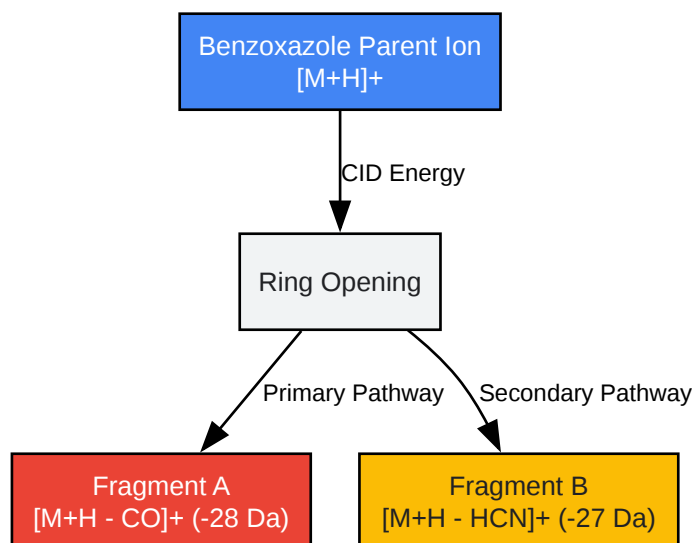 Benzoxazole Parent Ion
[M+H]+
CID Energy
Ring Opening
Primary Pathway
Secondary Pathway
Fragment A
[M+H - CO]+ (-28 Da)
Fragment B
[M+H - HCN]+ (-27 Da)